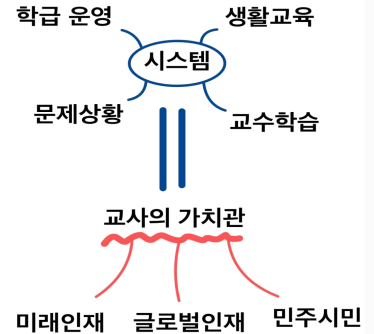 학급 운영
생활교육
시스템
문제상황
교수학습
교사의 가치관
미래인재
글로벌인재
민주시민